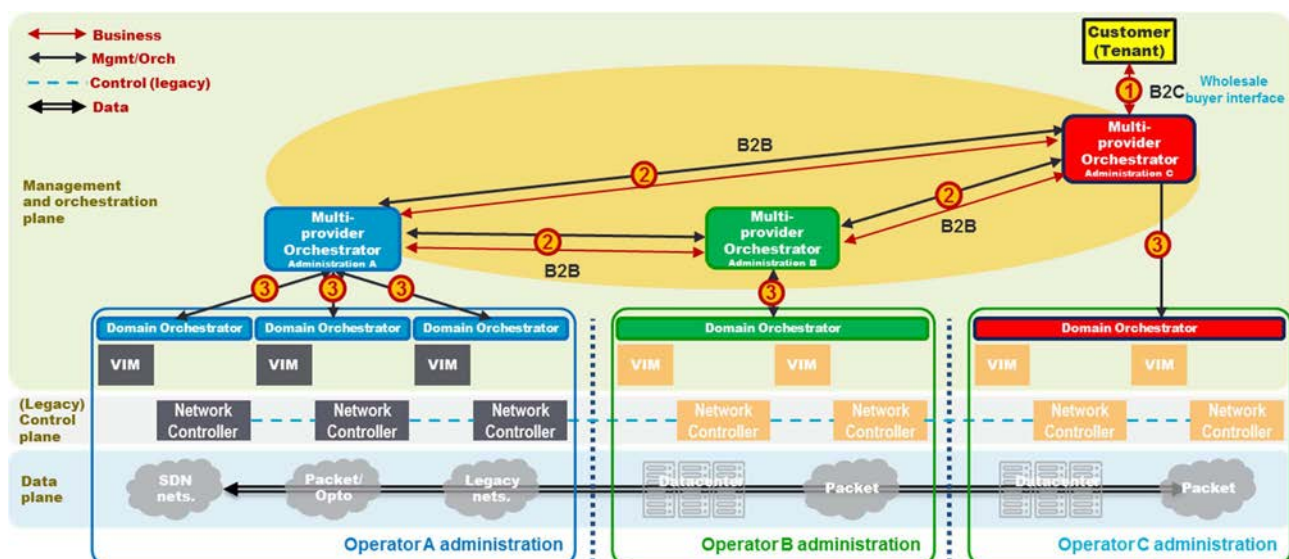 Business
Mgmt/Orch
Control (legacy)
Data
Customer
(Tenant)
1
B2C
Wholesale
buyer interface
Multi-
provider
Orchestrator
Administration C
B2B
2
2
B2B
Management
and orchestration
plane
Multi-
provider
Orchestrator
Administration A
2
B2B
Multi-
provider
Orchestrator
Administration B
3
3
3
3
3
Domain Orchestrator
Domain Orchestrator
Domain Orchestrator
Domain Orchestrator
Domain Orchestrator
VIM
VIM
VIM
VIM
VIM
VIM
VIM
(Legacy)
Control
plane
Network
Controller
Network
Controller
Network
Controller
Network
Controller
Network
Controller
Network
Controller
Network
Controller
Data
plane
SDN
nets.
Packet/
Opto
Legacy
nets.
Datacenter
Packet
Datacenter
Packet
Operator A administration
Operator B administration
Operator C administration